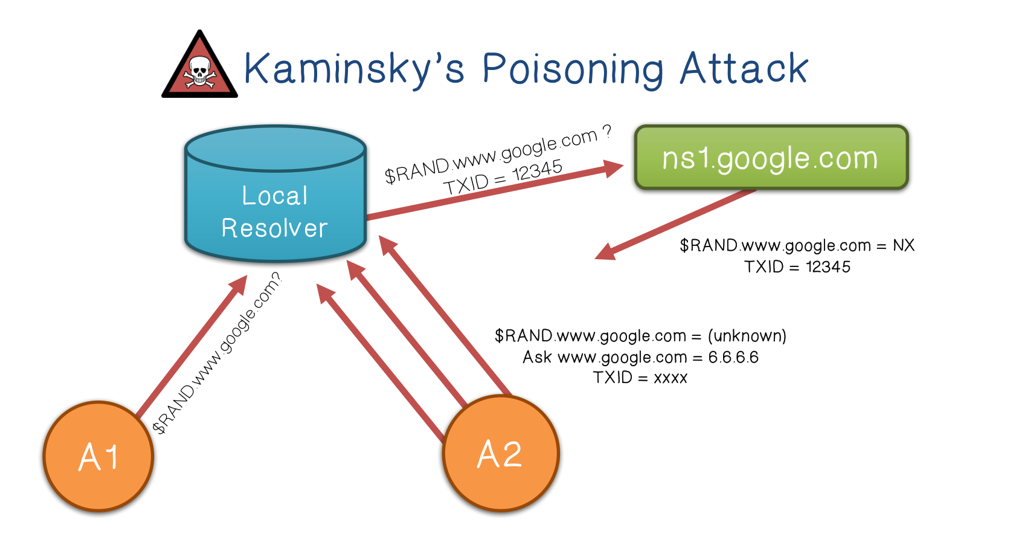 Kaminsky's Poisoning Attack
$RAND.www.google.com ?
TXID = 12345
ns1.google.com
Local
Resolver
$RAND.www.google.com = NX
TXID = 12345
$RAND.www.google.com?
$RAND.www.google.com = (unknown)
Ask www.google.com = 6.6.6.6
TXID = xxxx
A1
A2